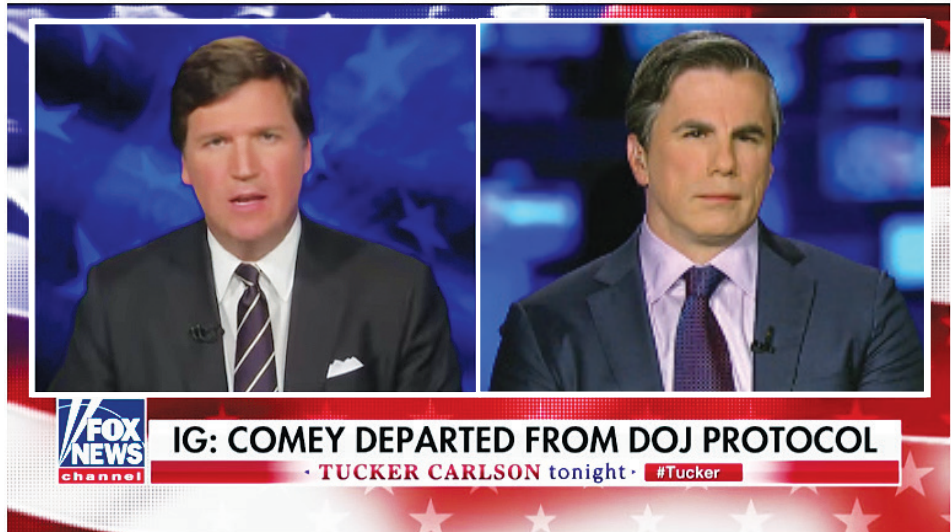 IG: COMEY DEPARTED FROM DOJ PROTOCOL
FOX
NEWS
channel
TUCKER CARLSON tonight
#Tucker